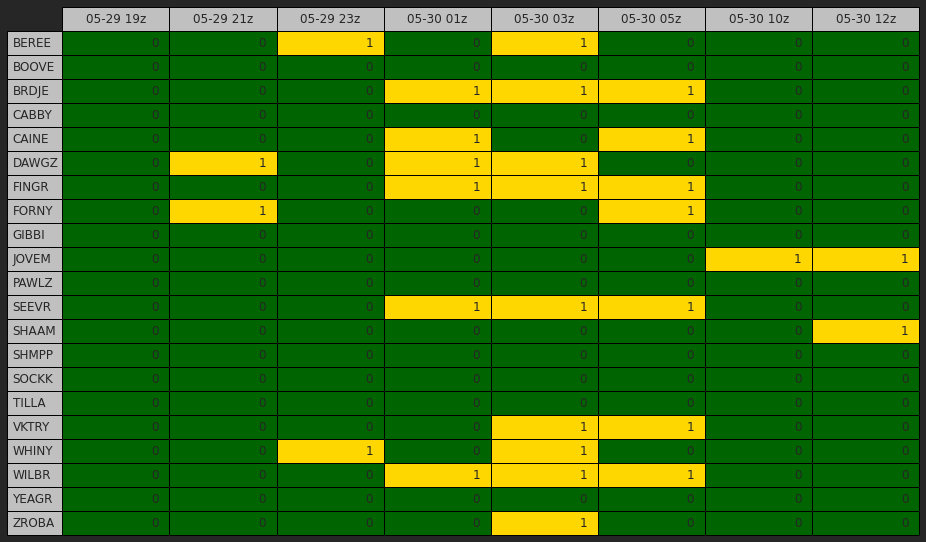 05-29 19z 05-29 21z 05-29 23z 05-30 01z 05-30 03z 05-30 05z 05-30 10z 05-30 12z
BEREE 0 0 1 0 1 0 0 0
BOOVE 0 0 0 0 0 0 0 0
BRDJE 0 0 0 1 1 1 0 0
CABBY 0 0 0 0 0 0 0 0
CAINE 0 0 0 1 0 1 0 0
DAWGZ 0 1 0 1 1 0 0 0
FINGR 0 0 0 1 1 1 0 0
FORNY 0 1 0 0 0 1 0 0
GIBBI 0 0 0 0 0 0 0 0
JOVEM 0 0 0 0 0 0 1 1
PAWLZ 0 0 0 0 0 0 0 0
SEEVR 0 0 0 1 1 1 0 0
SHAAM 0 0 0 0 0 0 0 1
SHMPP 0 0 0 0 0 0 0 0
SOCKK 0 0 0 0 0 0 0 0
TILLA 0 0 0 0 0 0 0 0
VKTRY 0 0 0 0 1 1 0 0
WHINY 0 0 1 0 1 0 0 0
WILBR 0 0 0 1 1 1 0 0
YEAGR 0 0 0 0 0 0 0 0
ZROBA 0 0 0 0 1 0 0 0